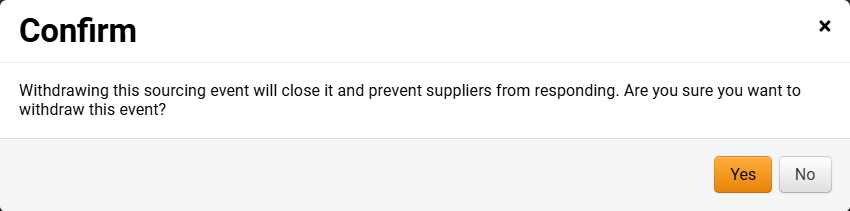 Confirm
×
Withdrawing this sourcing event will close it and prevent suppliers from responding. Are you sure you want to
withdraw this event?
Yes
No